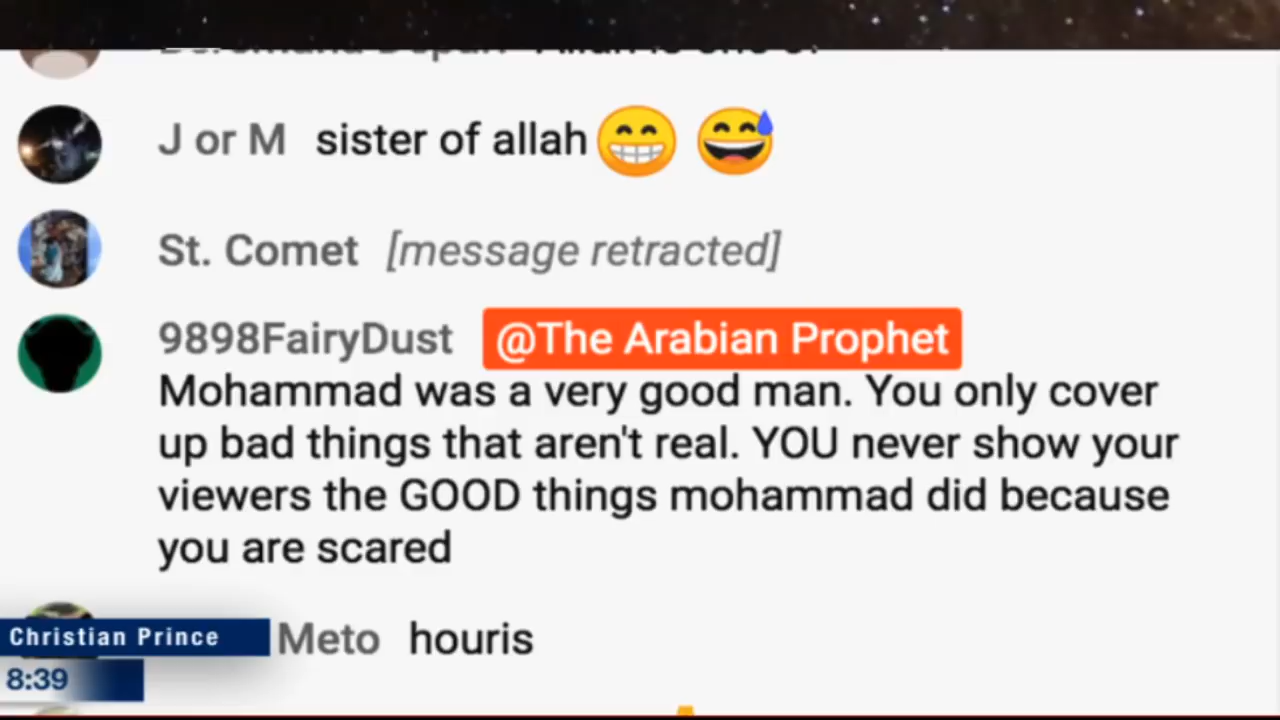 J or M sister of allah😁 😅
St. Comet [message retracted]
9898FairyDust @The Arabian Prophet
Mohammad was a very good man. You only cover
up bad things that aren't real. YOU never show your
viewers the GOOD things mohammad did because
you are scared
Christian Prince
Meto houris
8:39